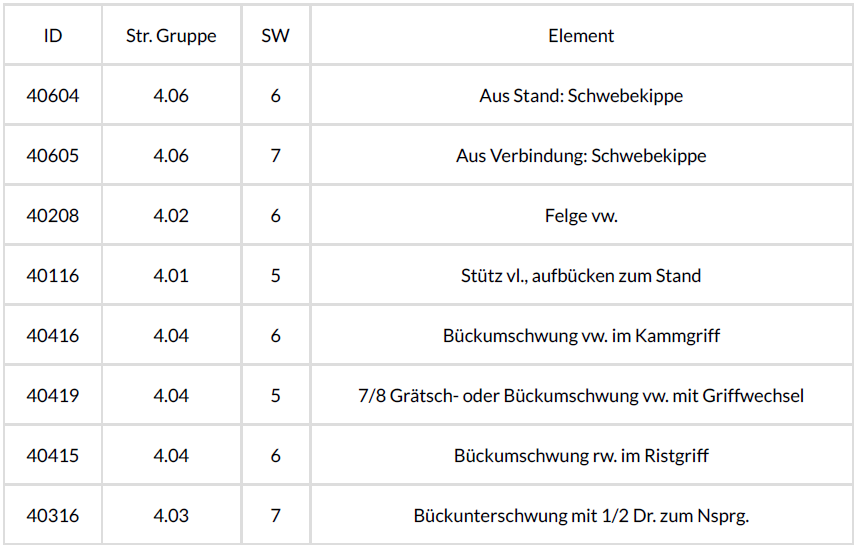 ID Str. Gruppe SW Element
40604 4.06 6 Aus Stand: Schwebekippe
40605 4.06 7 Aus Verbindung: Schwebekippe
40208 4.02 6 Felge vw.
40116 4.01 5 Stütz vl., aufbücken zum Stand
40416 4.04 6 Bückumschwung vw. im Kammgriff
40419 4.04 5 7/8 Grätsch- oder Bückumschwung vw. mit Griffwechsel
40415 4.04 6 Bückumschwung rw. im Ristgriff
40316 4.03 7 Bückunterschwung mit 1/2 Dr. zum Nsprg.